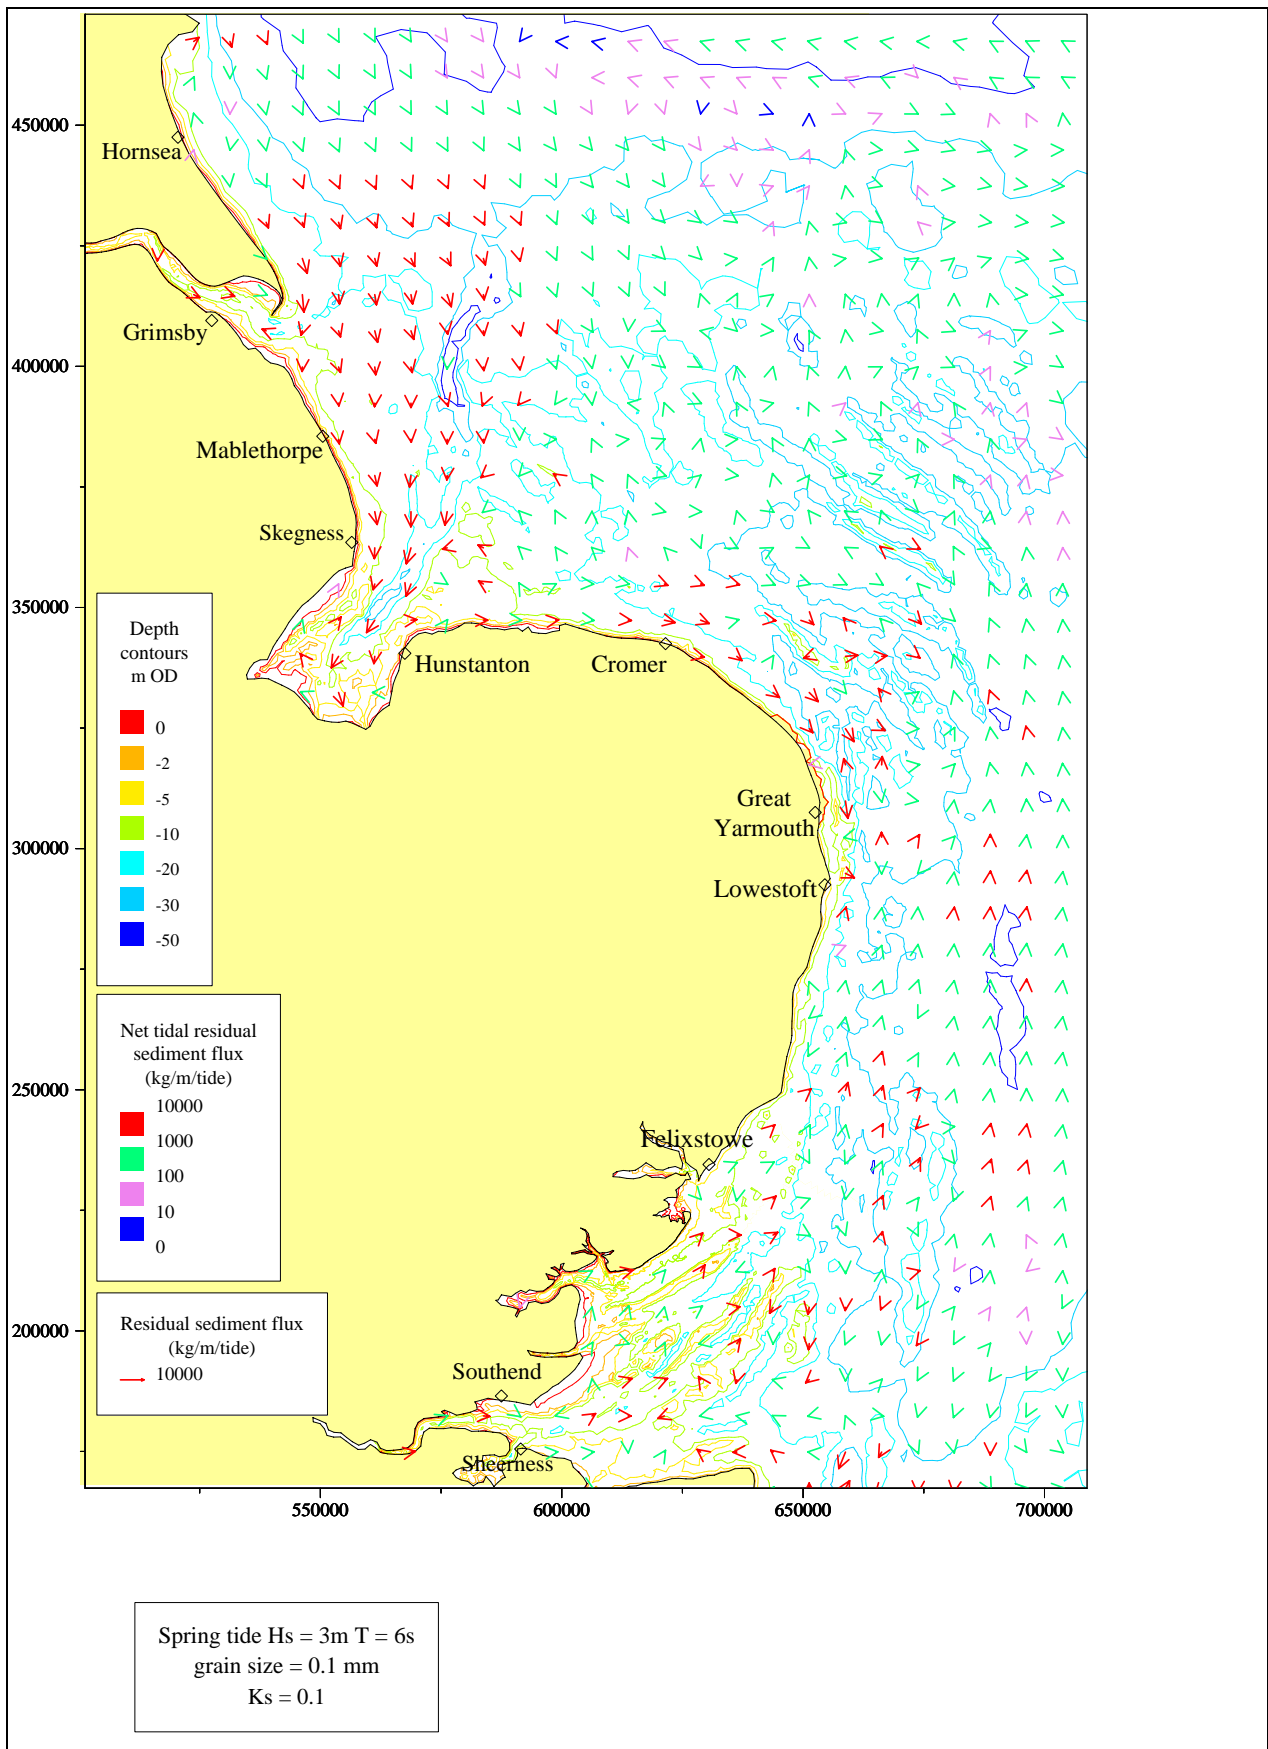 450000
Hornsea
Grimsby
400000
Mablethorpe
Skegness
350000
Depth
contours
m OD
0
-2
-5
-10
-20
-30
-50
Hunstanton
Cromer
Great
Yarmouth
300000
Lowestoft
Net tidal residual
sediment flux
(kg/m/tide)
10000
1000
100
10
0
250000
Felixstowe
Residual sediment flux
(kg/m/tide)
10000
200000
Southend
Sheerness
550000
600000
650000
700000
Spring tide Hs = 3m T = 6s
grain size = 0.1 mm
Ks = 0.1